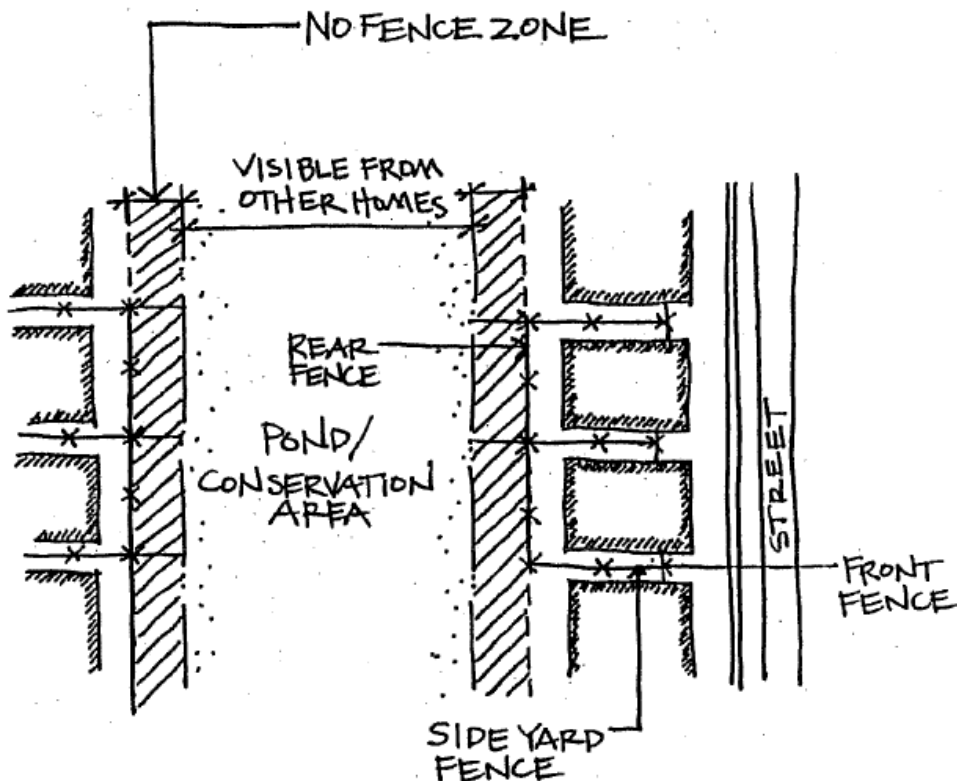 NO FENCE ZONE
VISIBLE FROM
OTHER HOMES
REAR
FENCE
POND/
CONSERVATION
AREA
STREET
FRONT
FENCE
SIDE YARD
FENCE